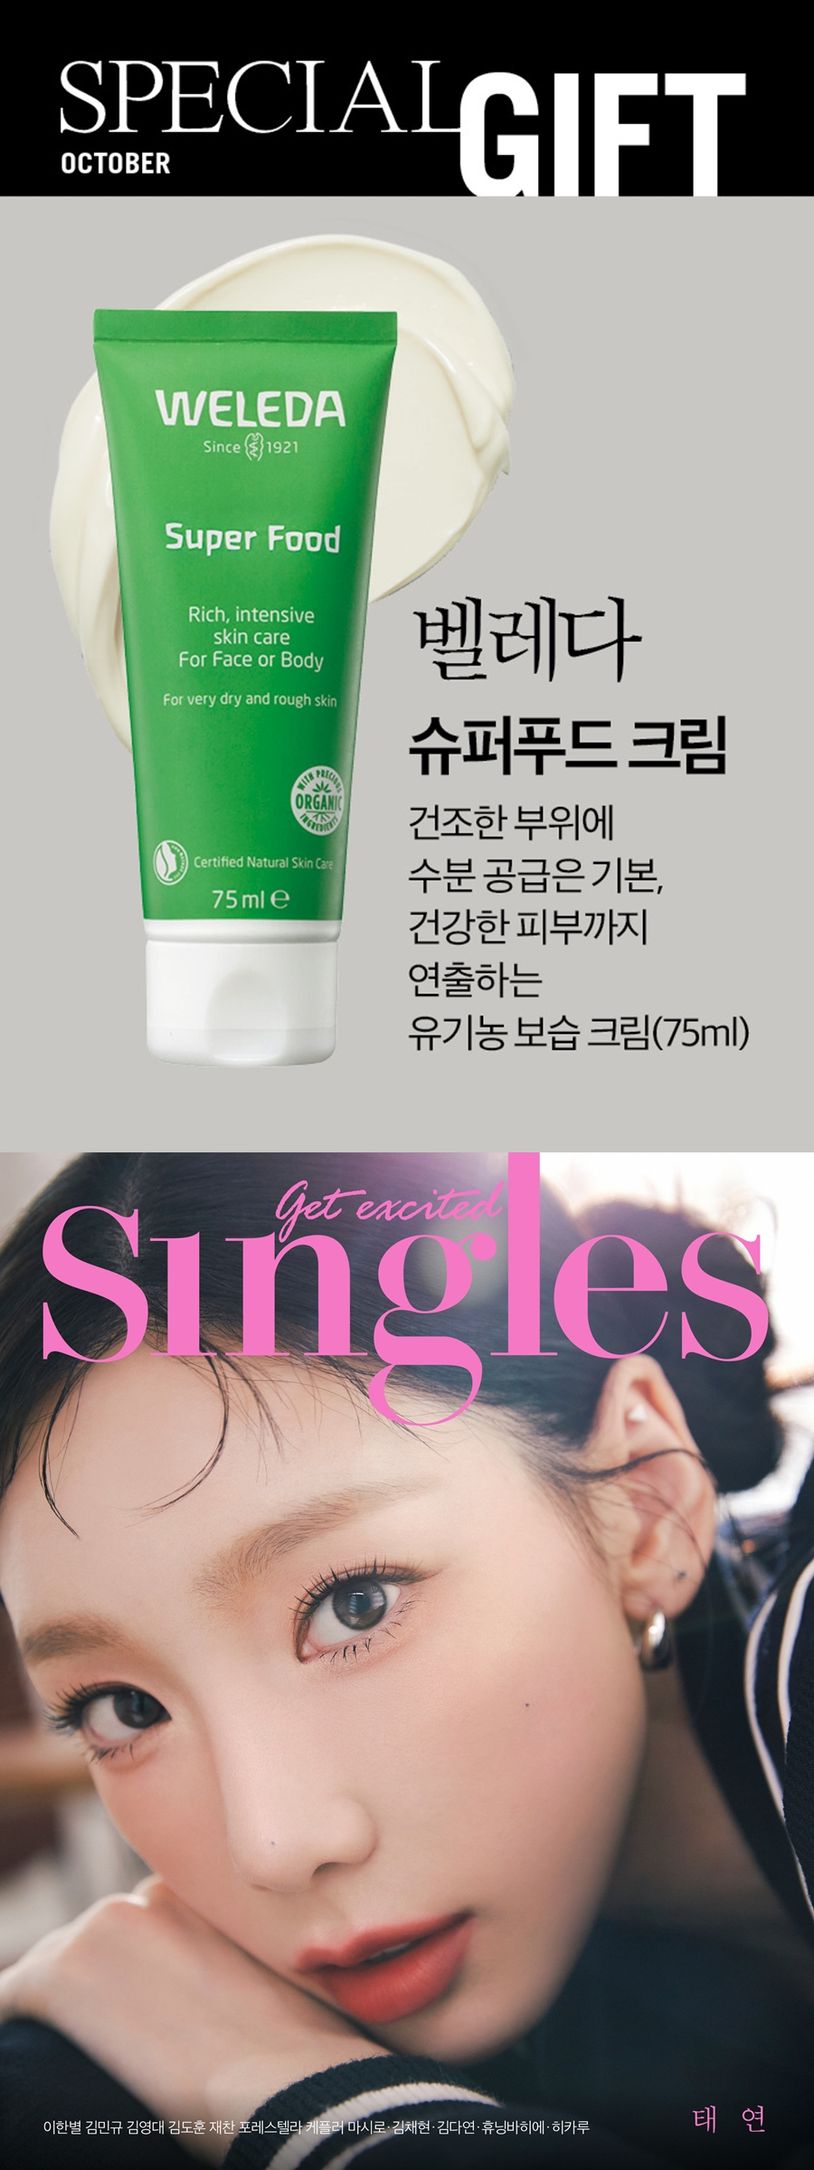 SPECIAL GIFT
OCTOBER
WELEDA
Since 1921
Super Food
Rich, intensive
skin care
For Face or Body
For very dry and rough skin
WITH PRECIOUS
ORGANIC
INGREDIENTS
Certified Natural Skin Care
75 ml e
벨레다
슈퍼푸드 크림
건조한 부위에
수분 공급은 기본,
건강한 피부까지
연출하는
유기농 보습 크림(75ml)
Get excited
Singles
태 연
이한별 김민규 김영대 김도훈 재찬 포레스텔라 케플러 마시로·김채현·김다연·휴닝바히에·히카루